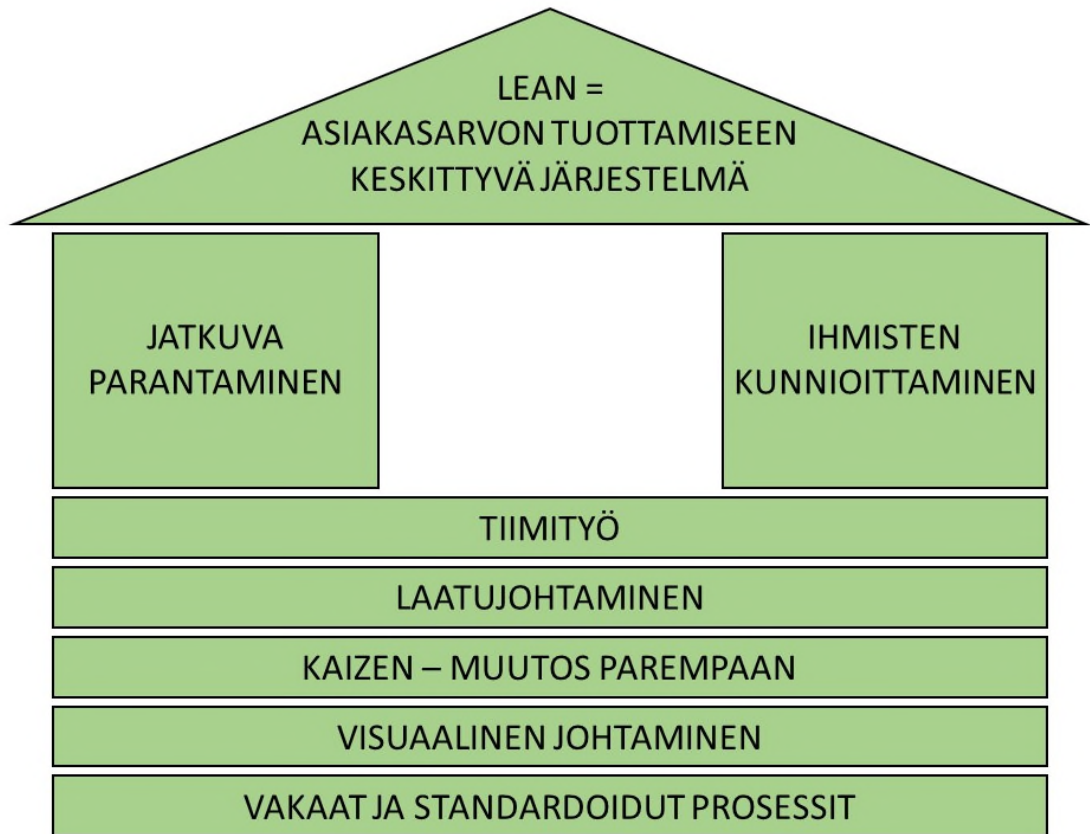 LEAN =
ASIAKASARVON TUOTTAMISEEN
KESKITTYVÄ JÄRJESTELMÄ
JATKUVA
PARANTAMINEN
IHMISTEN
KUNNIOITTAMINEN
TIIMITYÖ
LAATUJOHTAMINEN
KAIZEN – MUUTOS PAREMPAAN
VISUAALINEN JOHTAMINEN
VAKAAT JA STANDARDOIDUT PROSESSIT